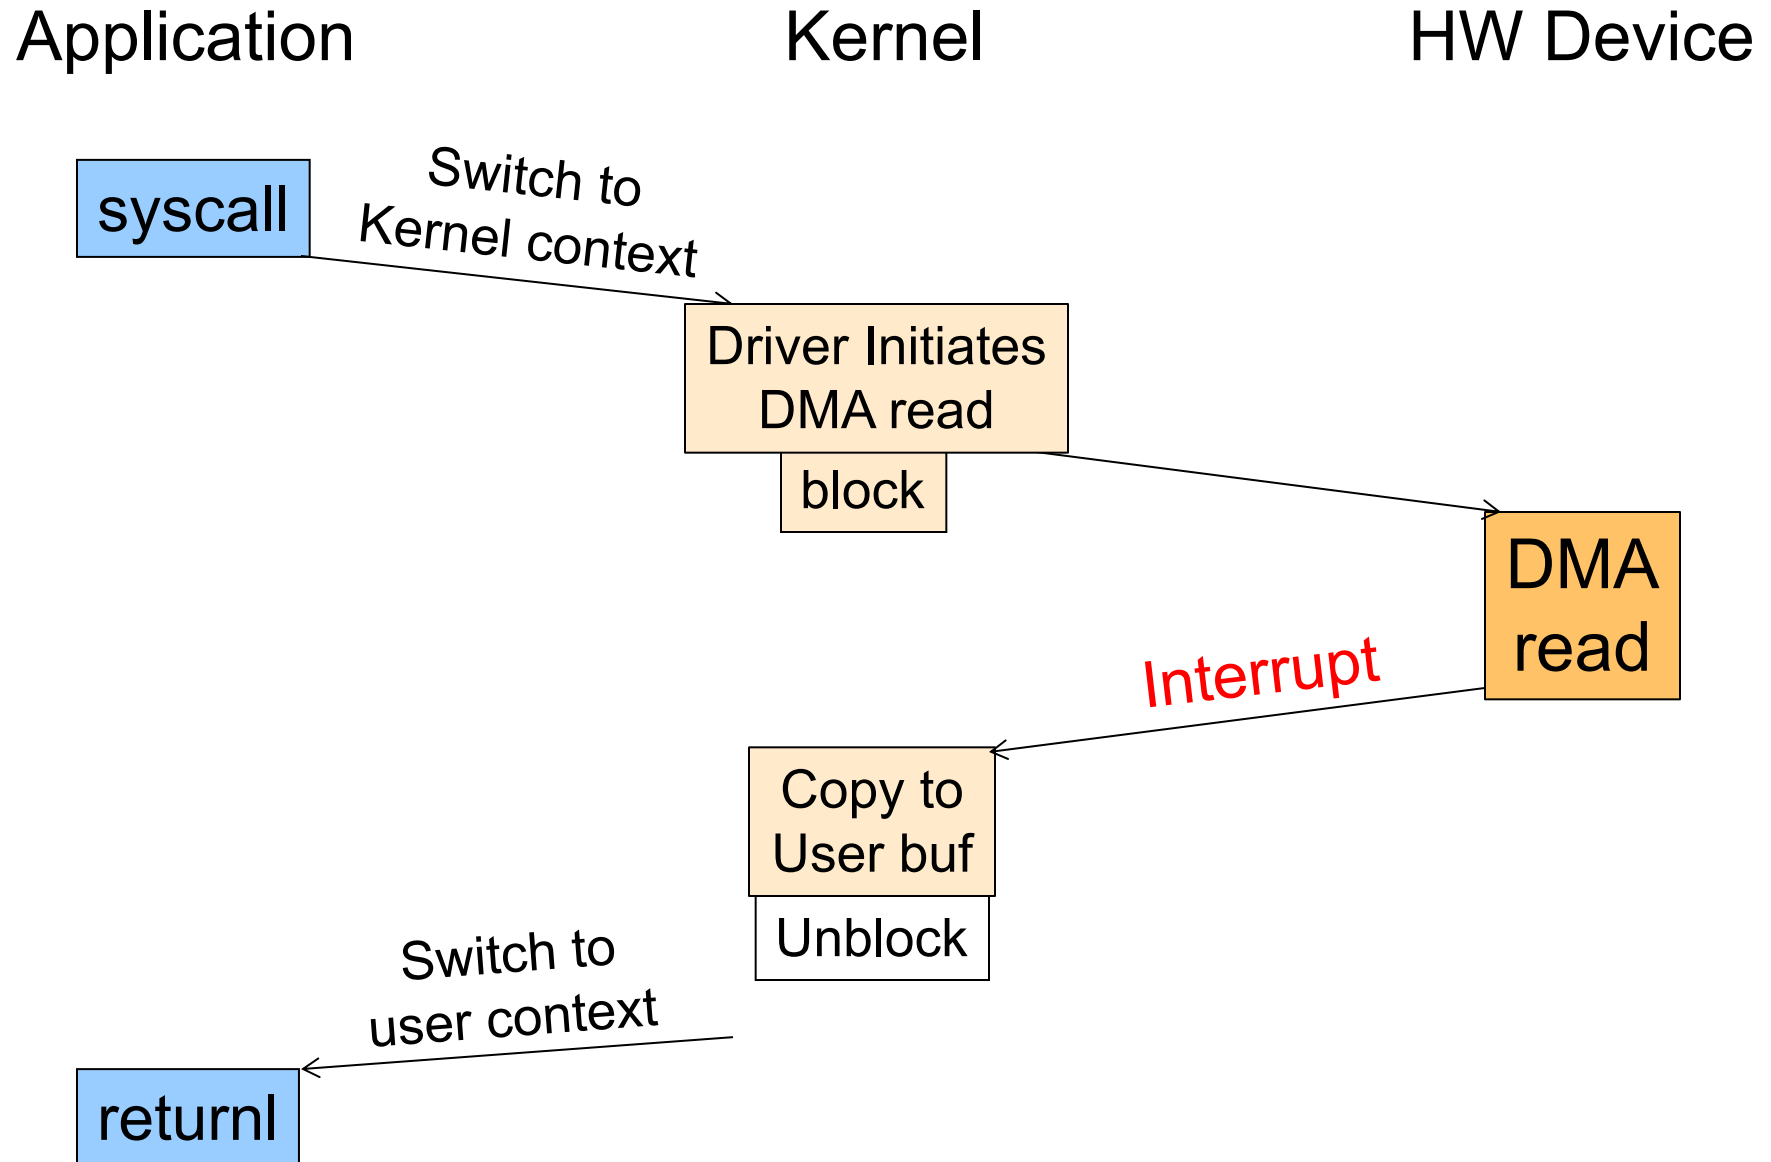 Application
Kernel
HW Device
syscall
Switch to
Kernel context
Driver Initiates
DMA read
block
DMA
read
Interrupt
Copy to
User buf
Unblock
Switch to
user context
returnl